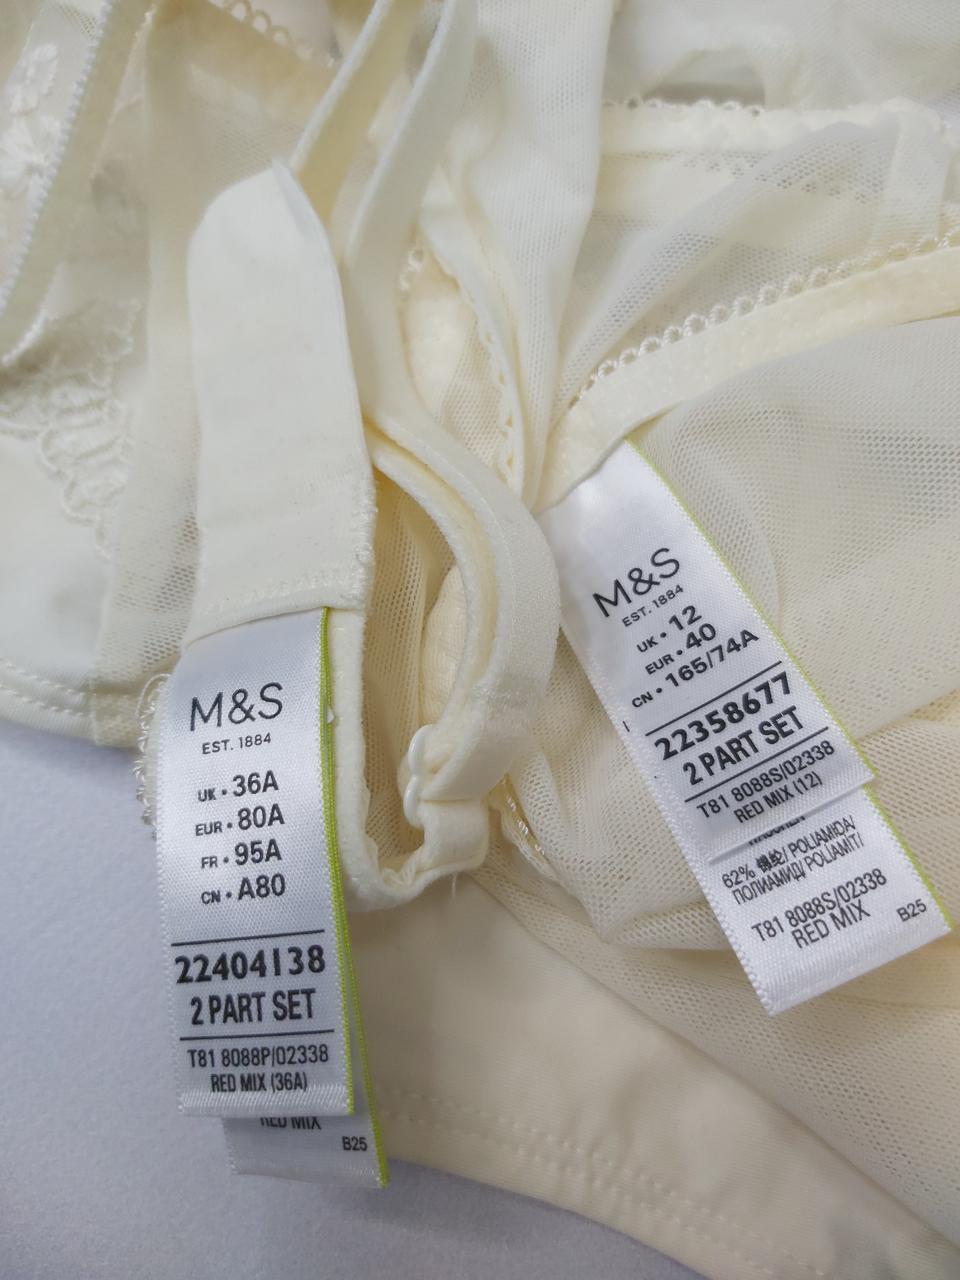 M&S
EST. 1884
UK • 36A
EUR • 80A
FR • 95A
CN • A80
22404138
2 PART SET
T81 8088P/02338
RED MIX (36A)
RED MIX
B25
M&S
EST. 1884
UK • 12
EUR • 40
CN • 165/74A
22358677
2 PART SET
T81 8088S/02338
RED MIX (12)
62% 锦纶/ POLIAMIDA/
ПОЛИАМИД/ POLIAMITI/
T81 8088S/02338
RED MIX
B25